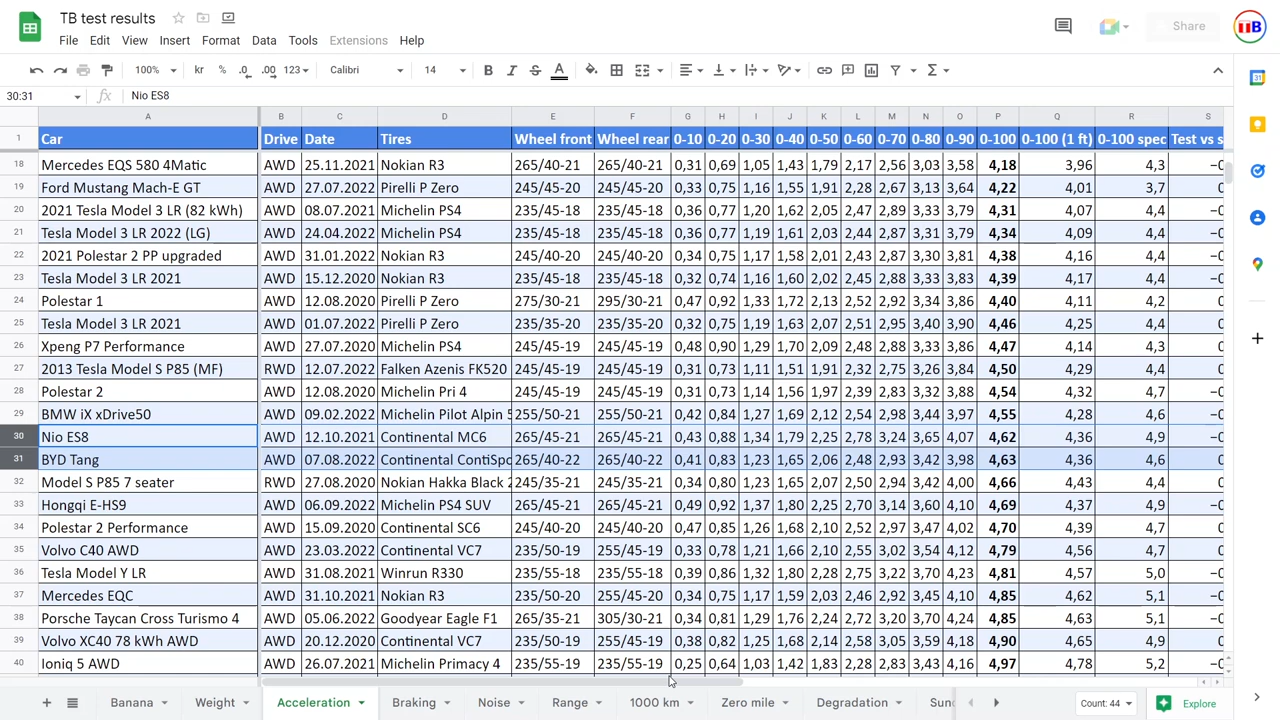 TB test results
File Edit View Insert Format Data Tools Extensions Help
Share
TTB
100% kr % .0 .00 123 Calibri 14 B I S A
30:31 fx Nio ES8
A B C D E F G H I J K L M N O P Q R S
1 Car Drive Date Tires Wheel front Wheel rear 0-10 0-20 0-30 0-40 0-50 0-60 0-70 0-80 0-90 0-100 0-100 (1 ft) 0-100 spec Test vs s
18 Mercedes EQS 580 4Matic AWD 25.11.2021 Nokian R3 265/40-21 265/40-21 0,31 0,69 1,05 1,43 1,79 2,17 2,56 3,03 3,58 4,18 3,96 4,3 −0
19 Ford Mustang Mach-E GT AWD 27.07.2022 Pirelli P Zero 245/45-20 245/45-20 0,33 0,75 1,16 1,55 1,91 2,28 2,67 3,13 3,64 4,22 4,01 3,7 0
20 2021 Tesla Model 3 LR (82 kWh) AWD 08.07.2021 Michelin PS4 235/45-18 235/45-18 0,36 0,77 1,20 1,62 2,05 2,47 2,89 3,33 3,79 4,31 4,07 4,4 −0
21 Tesla Model 3 LR 2022 (LG) AWD 24.04.2022 Michelin PS4 235/45-18 235/45-18 0,36 0,77 1,19 1,61 2,03 2,44 2,87 3,31 3,79 4,34 4,09 4,4 −0
22 2021 Polestar 2 PP upgraded AWD 31.01.2022 Nokian R3 245/40-20 245/40-20 0,34 0,75 1,17 1,58 2,01 2,43 2,87 3,30 3,81 4,38 4,16 4,4 −0
23 Tesla Model 3 LR 2021 AWD 15.12.2020 Nokian R3 235/45-18 235/45-18 0,32 0,74 1,16 1,60 2,02 2,45 2,88 3,33 3,83 4,39 4,17 4,4 −0
24 Polestar 1 AWD 12.08.2020 Pirelli P Zero 275/30-21 295/30-21 0,47 0,92 1,33 1,72 2,13 2,52 2,92 3,34 3,86 4,40 4,11 4,2 0
25 Tesla Model 3 LR 2021 AWD 01.07.2022 Pirelli P Zero 235/35-20 235/35-20 0,32 0,75 1,19 1,63 2,07 2,51 2,95 3,40 3,90 4,46 4,25 4,4 0
26 Xpeng P7 Performance AWD 27.07.2020 Michelin PS4 245/45-19 245/45-19 0,48 0,90 1,29 1,70 2,09 2,48 2,88 3,33 3,86 4,47 4,14 4,3 0
27 2013 Tesla Model S P85 (MF) RWD 12.07.2022 Falken Azenis FK520 245/45-19 245/45-19 0,31 0,73 1,11 1,51 1,91 2,32 2,75 3,26 3,84 4,50 4,29 4,4 0
28 Polestar 2 AWD 12.08.2020 Michelin Pri 4 245/45-19 245/45-19 0,31 0,73 1,14 1,56 1,97 2,39 2,83 3,32 3,88 4,54 4,32 4,7 −0
29 BMW iX xDrive50 AWD 09.02.2022 Michelin Pilot Alpin 5 255/50-21 255/50-21 0,42 0,84 1,27 1,69 2,12 2,54 2,98 3,44 3,97 4,55 4,28 4,6 −0
30 Nio ES8 AWD 12.10.2021 Continental MC6 265/45-21 265/45-21 0,43 0,88 1,34 1,79 2,25 2,78 3,24 3,65 4,07 4,62 4,36 4,9 −0
31 BYD Tang AWD 07.08.2022 Continental ContiSpo 265/40-22 265/40-22 0,41 0,83 1,23 1,65 2,06 2,48 2,93 3,42 3,98 4,63 4,36 4,6 0
32 Model S P85 7 seater RWD 27.08.2020 Nokian Hakka Black 2 245/45-19 245/45-19 0,34 0,80 1,23 1,65 2,07 2,50 2,94 3,42 4,00 4,66 4,43 4,4 0
33 Hongqi E-HS9 AWD 06.09.2022 Michelin PS4 SUV 265/45-21 265/45-21 0,49 0,92 1,37 1,80 2,25 2,70 3,14 3,60 4,10 4,69 4,37 4,9 −0
34 Polestar 2 Performance AWD 15.09.2020 Continental SC6 245/40-20 245/40-20 0,47 0,85 1,26 1,68 2,10 2,52 2,97 3,47 4,02 4,70 4,39 4,7 0
35 Volvo C40 AWD AWD 23.03.2022 Continental VC7 235/50-19 255/45-19 0,33 0,78 1,21 1,66 2,10 2,55 3,02 3,54 4,12 4,79 4,56 4,7 0
36 Tesla Model Y LR AWD 31.08.2021 Winrun R330 235/55-18 235/55-18 0,39 0,86 1,32 1,80 2,28 2,75 3,22 3,70 4,23 4,81 4,57 5,0 −0
37 Mercedes EQC AWD 31.10.2021 Nokian R3 235/50-20 255/45-20 0,34 0,75 1,17 1,59 2,03 2,46 2,92 3,45 4,10 4,85 4,62 5,1 −0
38 Porsche Taycan Cross Turismo 4 AWD 05.06.2022 Goodyear Eagle F1 265/35-21 305/30-21 0,34 0,81 1,29 1,76 2,24 2,72 3,20 3,74 4,24 4,85 4,63 5,1 −0
39 Volvo XC40 78 kWh AWD AWD 20.12.2020 Continental VC7 235/50-19 255/45-19 0,38 0,82 1,25 1,68 2,14 2,58 3,05 3,59 4,18 4,90 4,65 4,9 0
40 Ioniq 5 AWD AWD 26.07.2021 Michelin Primacy 4 235/55-19 235/55-19 0,25 0,64 1,03 1,42 1,83 2,28 2,83 3,43 4,16 4,97 4,78 5,2 −0
Banana Weight Acceleration Braking Noise Range 1000 km Zero mile Degradation Sun Count: 44 Explore